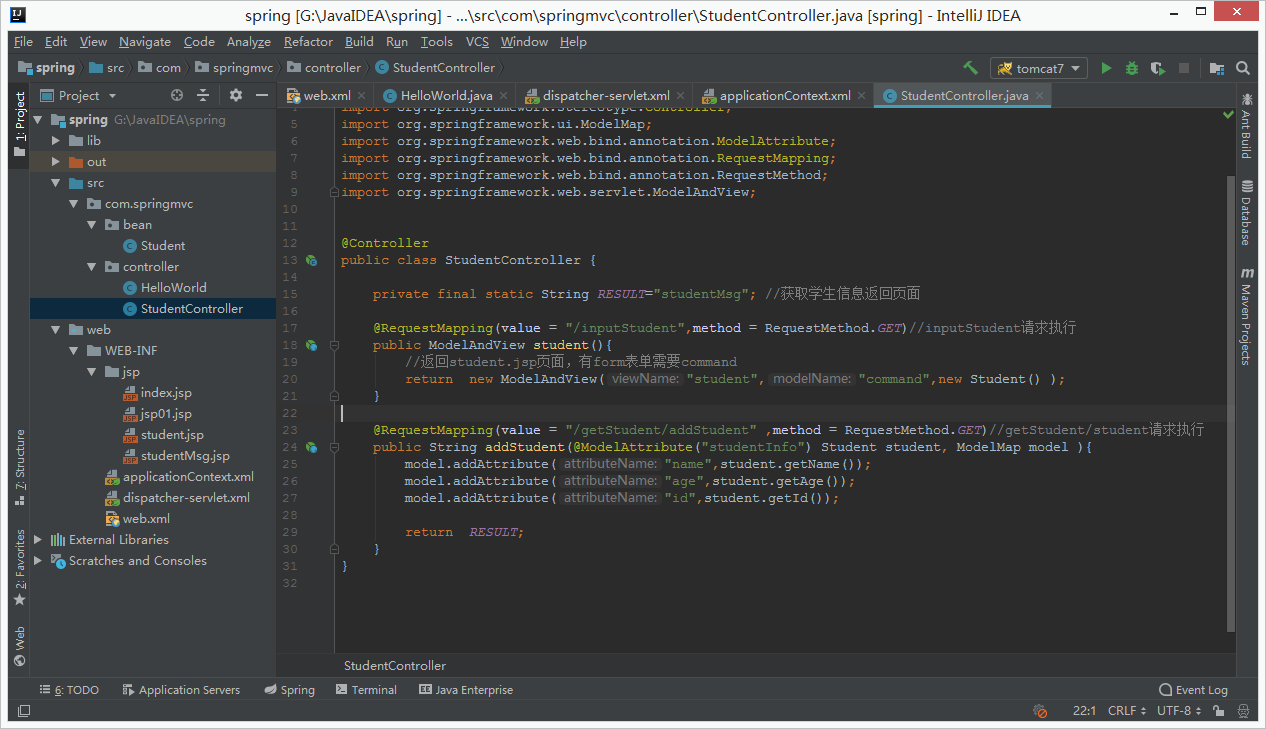 spring [G:\JavaIDEA\spring] - ...\src\com\springmvc\controller\StudentController.java [spring] - IntelliJ IDEA
File Edit View Navigate Code Analyze Refactor Build Run Tools VCS Window Help
spring src com springmvc controller StudentController tomcat7
Project
web.xml HelloWorld.java dispatcher-servlet.xml applicationContext.xml StudentController.java
1: Project
7: Structure
2: Favorites
Web
spring G:\JavaIDEA\spring
lib
out
src
com.springmvc
bean
Student
controller
HelloWorld
StudentController
web
WEB-INF
jsp
index.jsp
jsp01.jsp
student.jsp
studentMsg.jsp
applicationContext.xml
dispatcher-servlet.xml
web.xml
External Libraries
Scratches and Consoles
5 import org.springframework.ui.ModelMap;
6 import org.springframework.web.bind.annotation.ModelAttribute;
7 import org.springframework.web.bind.annotation.RequestMapping;
8 import org.springframework.web.bind.annotation.RequestMethod;
9 import org.springframework.web.servlet.ModelAndView;
10
11
12 @Controller
13 public class StudentController {
14
15 private final static String RESULT="studentMsg"; //获取学生信息返回页面
16
17 @RequestMapping(value = "/inputStudent",method = RequestMethod.GET)//inputStudent请求执行
18 public ModelAndView student(){
19 //返回student.jsp页面，有form表单需要command
20 return new ModelAndView( viewName: "student", modelName: "command",new Student() );
21 }
22
23 @RequestMapping(value = "/getStudent/addStudent" ,method = RequestMethod.GET)//getStudent/student请求执行
24 public String addStudent(@ModelAttribute("studentInfo") Student student, ModelMap model ){
25 model.addAttribute( attributeName: "name",student.getName());
26 model.addAttribute( attributeName: "age",student.getAge());
27 model.addAttribute( attributeName: "id",student.getId());
28
29 return RESULT;
30 }
31 }
32
StudentController
Ant Build
Database
Maven Projects
6: TODO Application Servers Spring Terminal Java Enterprise Event Log
22:1 CRLF UTF-8